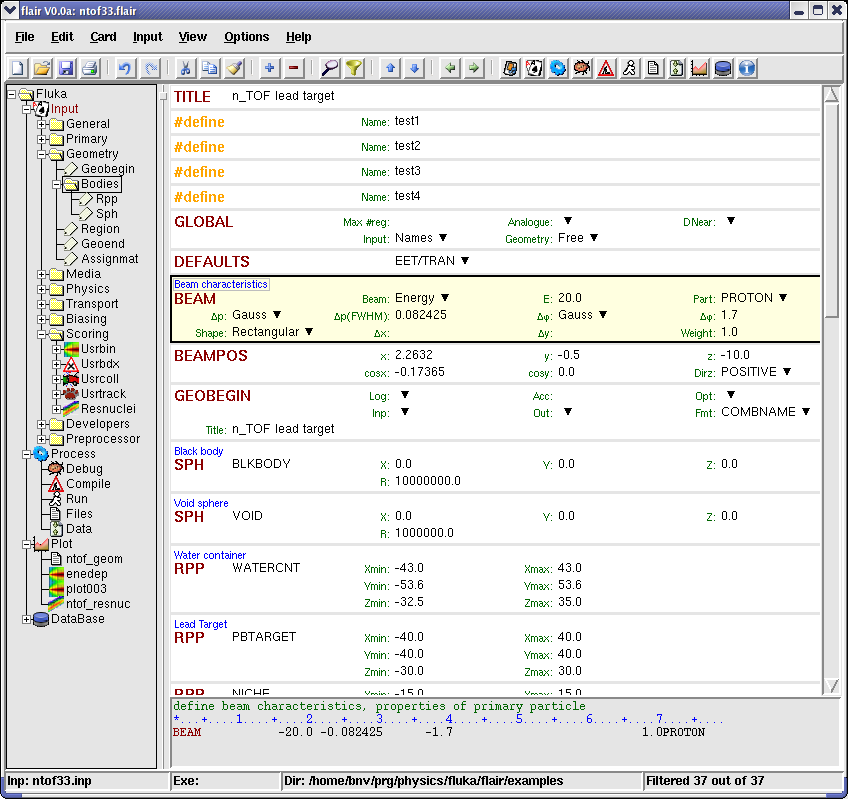 flair V0.0a: ntof33.flair
File Edit Card Input View Options Help
Fluka
Input
General
Primary
Geometry
Geobegin
Bodies
Rpp
Sph
Region
Geoend
Assignmat
Media
Physics
Transport
Biasing
Scoring
Usrbin
Usrbdx
Usrcoll
Usrtrack
Resnuclei
Developers
Preprocessor
Process
Debug
Compile
Run
Files
Data
Plot
ntof_geom
enedep
plot003
ntof_resnuc
DataBase
TITLE n_TOF lead target
#define Name: test1
#define Name: test2
#define Name: test3
#define Name: test4
GLOBAL Max #reg: Analogue: ▼ DNear: ▼
Input: Names ▼ Geometry: Free ▼
DEFAULTS EET/TRAN ▼
Beam characteristics
BEAM Beam: Energy ▼ E: 20.0 Part: PROTON ▼
Δp: Gauss ▼ Δp(FWHM): 0.082425 Δφ: Gauss ▼ Δφ: 1.7
Shape: Rectangular ▼ Δx: Δy: Weight: 1.0
BEAMPOS x: 2.2632 y: -0.5 z: -10.0
cosx: -0.17365 cosy: 0.0 Dirz: POSITIVE ▼
GEOBEGIN Log: ▼ Acc: Opt: ▼
Inp: ▼ Out: ▼ Fmt: COMBNAME ▼
Title: n_TOF lead target
Black body
SPH BLKBODY X: 0.0 Y: 0.0 Z: 0.0
R: 10000000.0
Void sphere
SPH VOID X: 0.0 Y: 0.0 Z: 0.0
R: 1000000.0
Water container
RPP WATERCNT Xmin: -43.0 Xmax: 43.0
Ymin: -53.6 Ymax: 53.6
Zmin: -32.5 Zmax: 35.0
Lead Target
RPP PBTARGET Xmin: -40.0 Xmax: 40.0
Ymin: -40.0 Ymax: 40.0
Zmin: -30.0 Zmax: 30.0
RPP NICHE Xmin: -15.0 Xmax: 15.0
define beam characteristics, properties of primary particle
*...+....1....+....2....+....3....+....4....+....5....+....6....+....7....+....
BEAM -20.0 -0.082425 -1.7 1.0PROTON
Inp: ntof33.inp Exe: Dir: /home/bnv/prg/physics/fluka/flair/examples Filtered 37 out of 37